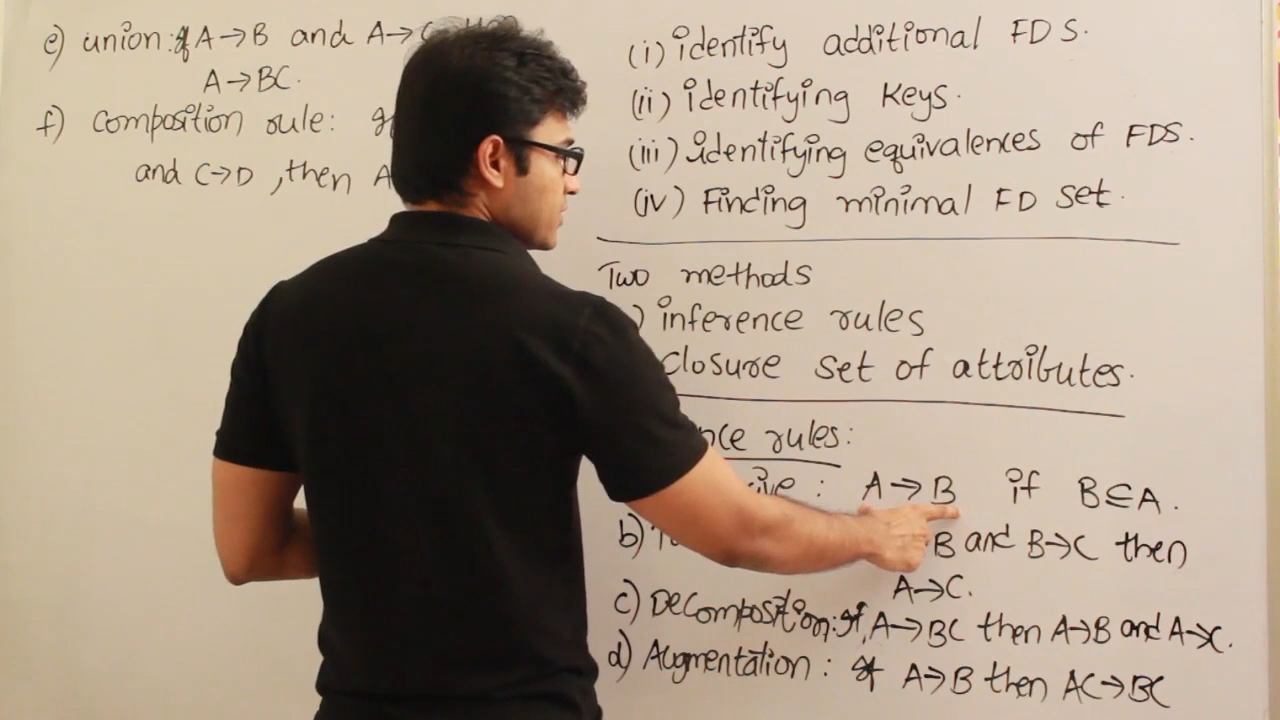 e) union: if A→B and A→
A→BC.
f) composition rule: if
and C→D, then A
(i) identify additional FDS.
(ii) identifying keys.
(iii) identifying equivalences of FDS.
(iv) Finding minimal FD set.
Two methods
) inference rules
closure set of attributes.
nce rules:
ive : A→B if B⊆A.
b) B and B→C then
A→C.
c) Decomposition: if, A→BC then A→B and A→C.
d) Augmentation : if A→B then AC→BC